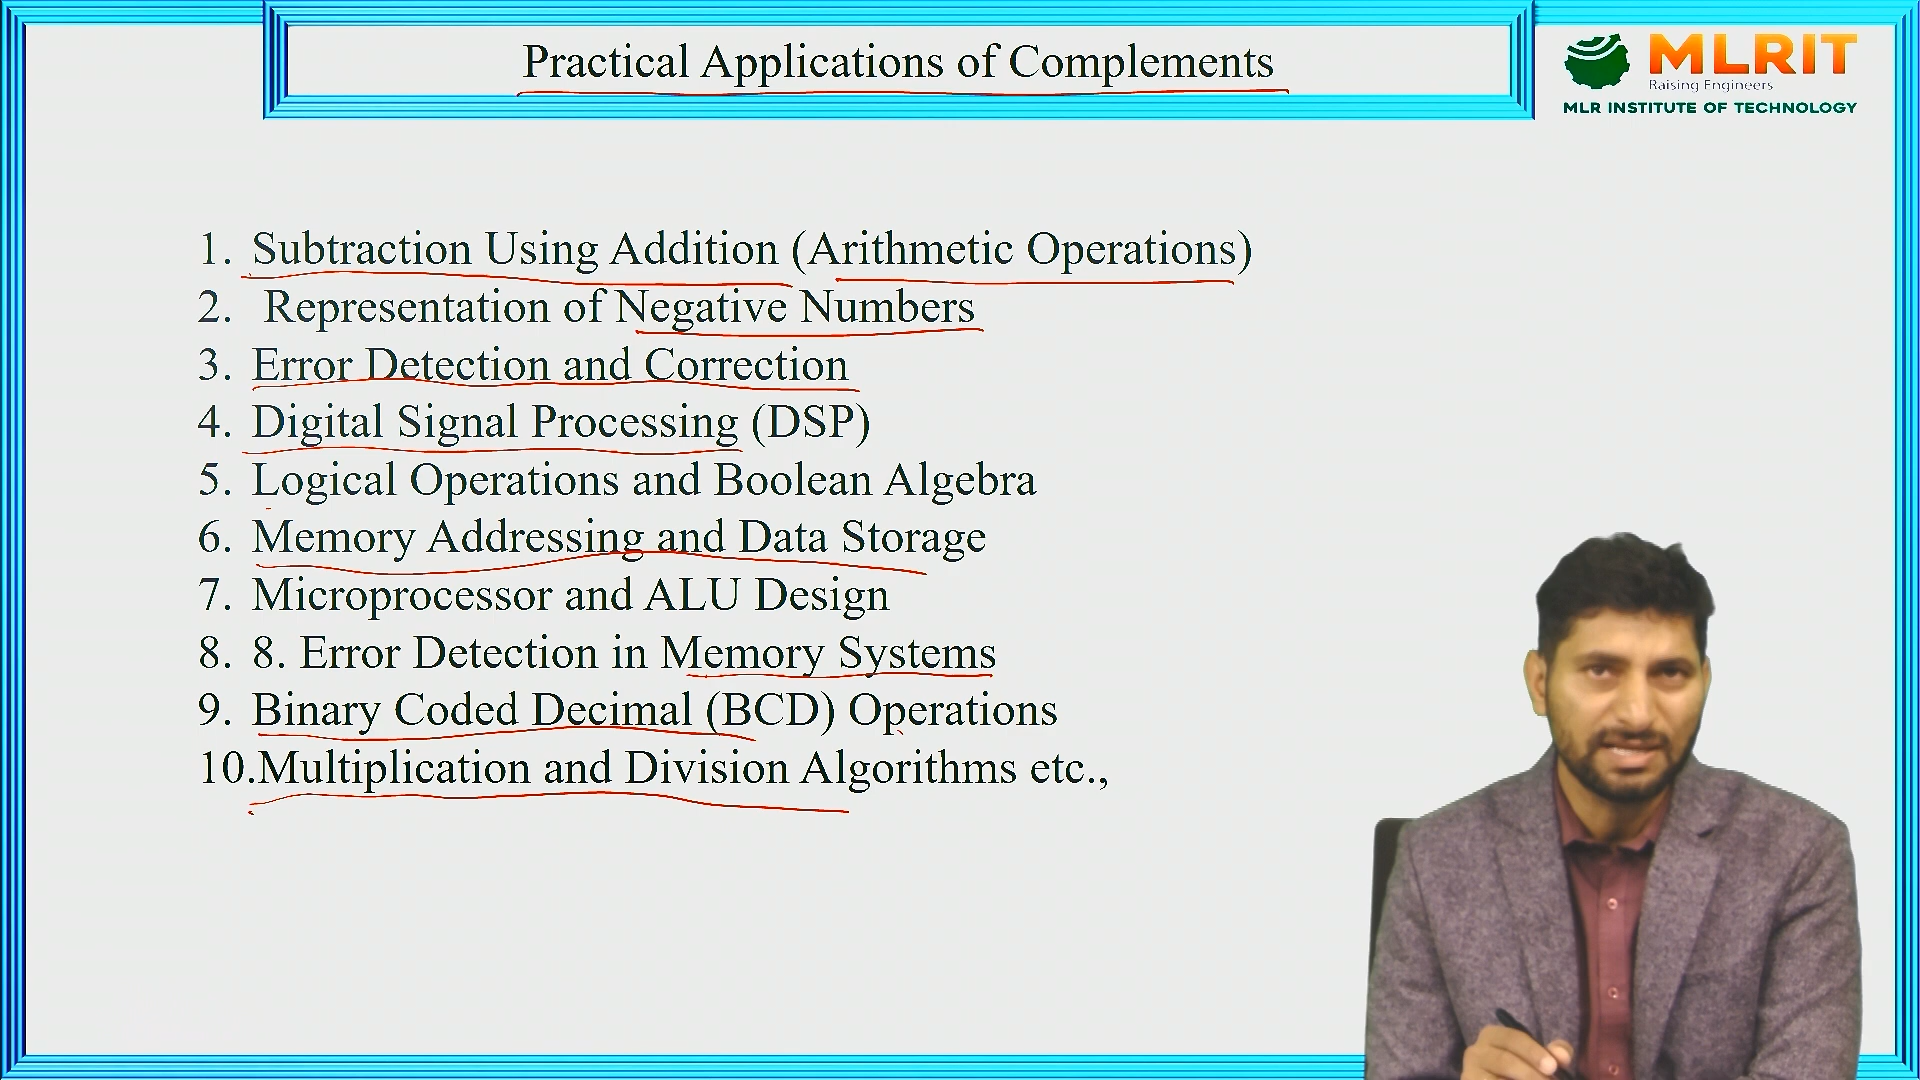 Practical Applications of Complements
MLRIT
Raising Engineers
MLR INSTITUTE OF TECHNOLOGY
1. Subtraction Using Addition (Arithmetic Operations)
2. Representation of Negative Numbers
3. Error Detection and Correction
4. Digital Signal Processing (DSP)
5. Logical Operations and Boolean Algebra
6. Memory Addressing and Data Storage
7. Microprocessor and ALU Design
8. 8. Error Detection in Memory Systems
9. Binary Coded Decimal (BCD) Operations
10.Multiplication and Division Algorithms etc.,